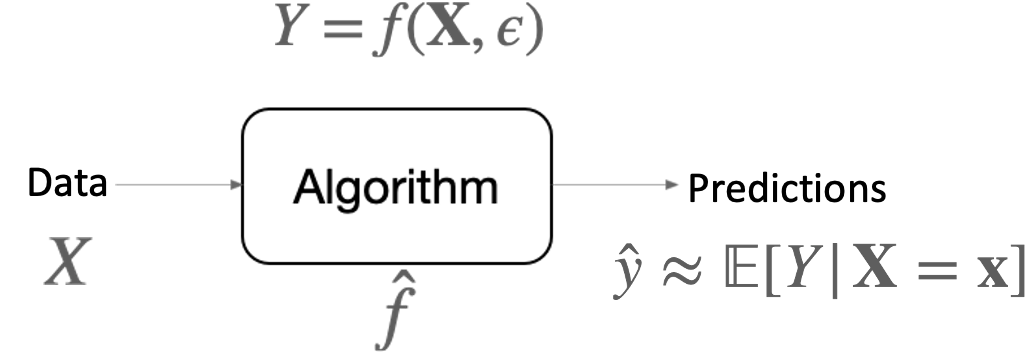 Y = f(𝐗, ϵ)
Data
Algorithm
Predictions
X
f̂
ŷ ≈ 𝔼[Y|𝐗 = 𝐱]